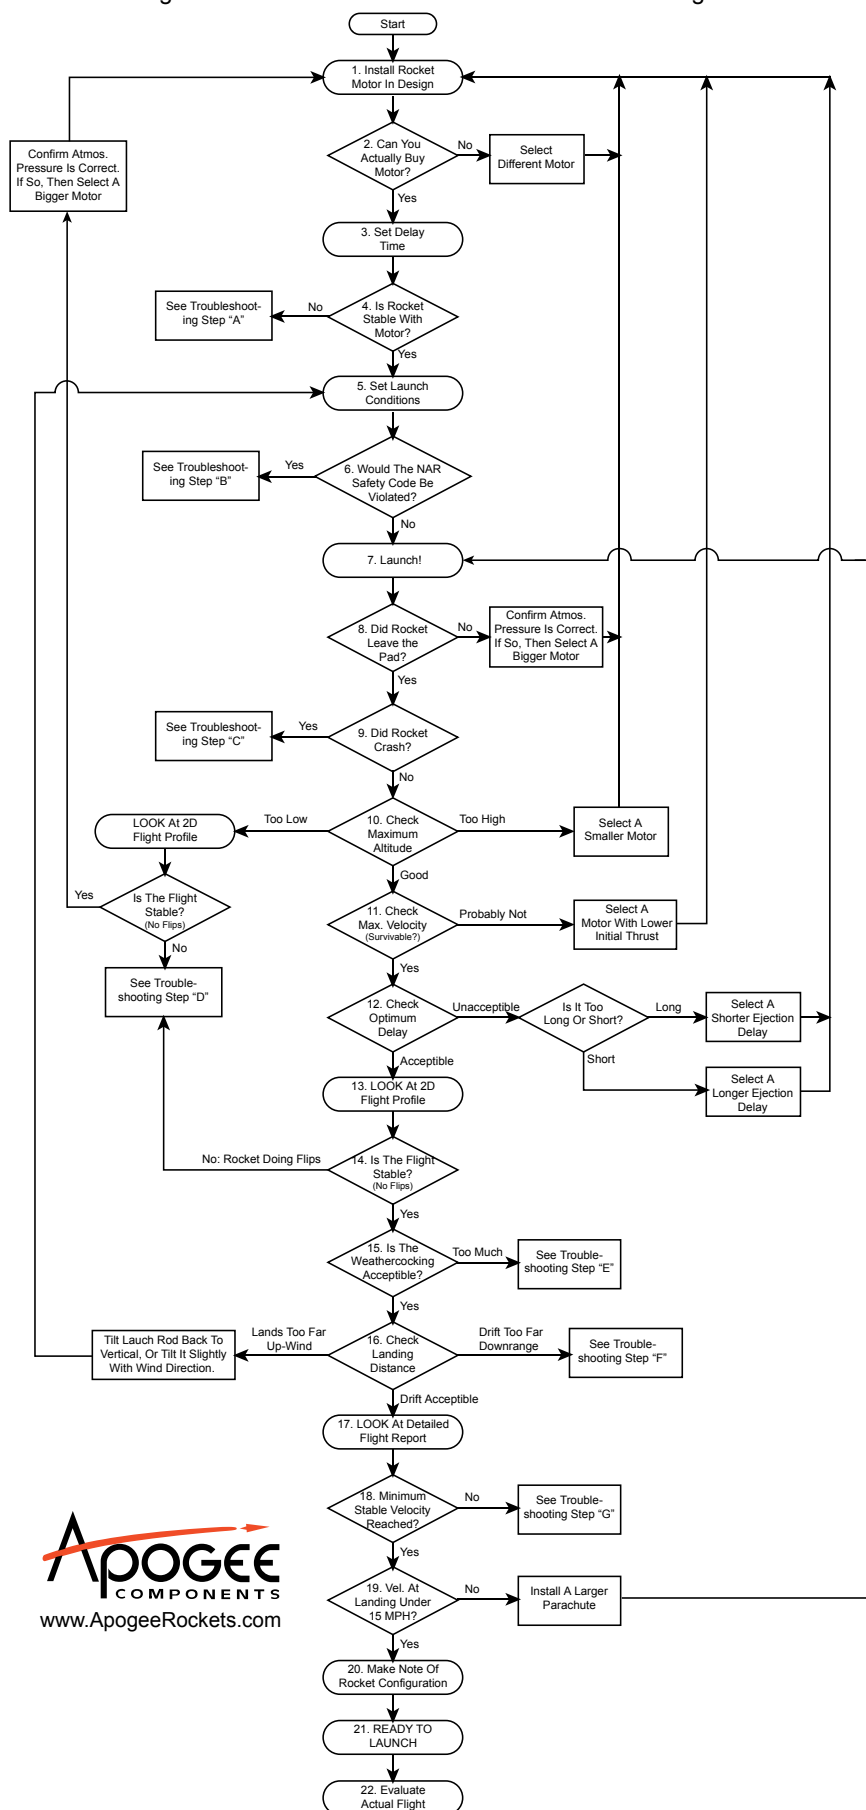 Start
1. Install Rocket
Motor In Design
Confirm Atmos.
Pressure Is Correct.
If So, Then Select A
Bigger Motor
2. Can You
Actually Buy
Motor?
No
Select
Different Motor
Yes
3. Set Delay
Time
See Troubleshoot-
ing Step “A”
No
4. Is Rocket
Stable With
Motor?
Yes
5. Set Launch
Conditions
See Troubleshoot-
ing Step “B”
Yes
6. Would The NAR
Safety Code Be
Violated?
No
7. Launch!
8. Did Rocket
Leave the
Pad?
No
Confirm Atmos.
Pressure Is Correct.
If So, Then Select A
Bigger Motor
Yes
See Troubleshoot-
ing Step “C”
Yes
9. Did Rocket
Crash?
No
LOOK At 2D
Flight Profile
Too Low
10. Check
Maximum
Altitude
Too High
Select A
Smaller Motor
Good
Yes
Is The Flight
Stable?
(No Flips)
No
11. Check
Max. Velocity
(Survivable?)
Probably Not
Select A
Motor With Lower
Initial Thrust
Yes
See Trouble-
shooting Step “D”
12. Check
Optimum
Delay
Unacceptible
Is It Too
Long Or Short?
Long
Select A
Shorter Ejection
Delay
Short
Select A
Longer Ejection
Delay
Acceptible
13. LOOK At 2D
Flight Profile
No: Rocket Doing Flips
14. Is The Flight
Stable?
(No Flips)
Yes
15. Is The
Weathercocking
Acceptible?
Too Much
See Trouble-
shooting Step “E”
Yes
Tilt Lauch Rod Back To
Vertical, Or Tilt It Slightly
With Wind Direction.
Lands Too Far
Up-Wind
16. Check
Landing
Distance
Drift Too Far
Downrange
See Trouble-
shooting Step “F”
Drift Acceptible
17. LOOK At Detailed
Flight Report
18. Minimum
Stable Velocity
Reached?
No
See Trouble-
shooting Step “G”
Yes
19. Vel. At
Landing Under
15 MPH?
No
Install A Larger
Parachute
Yes
20. Make Note Of
Rocket Configuration
21. READY TO
LAUNCH
22. Evaluate
Actual Flight
Apogee
COMPONENTS
www.ApogeeRockets.com